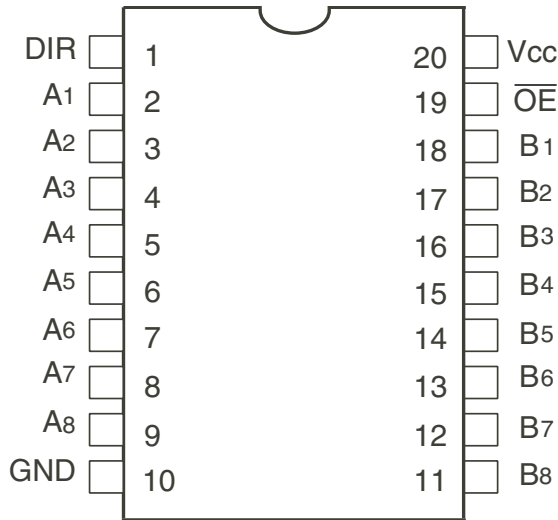 DIR 1 20 Vcc
A1 2 19 OE
A2 3 18 B1
A3 4 17 B2
A4 5 16 B3
A5 6 15 B4
A6 7 14 B5
A7 8 13 B6
A8 9 12 B7
GND 10 11 B8